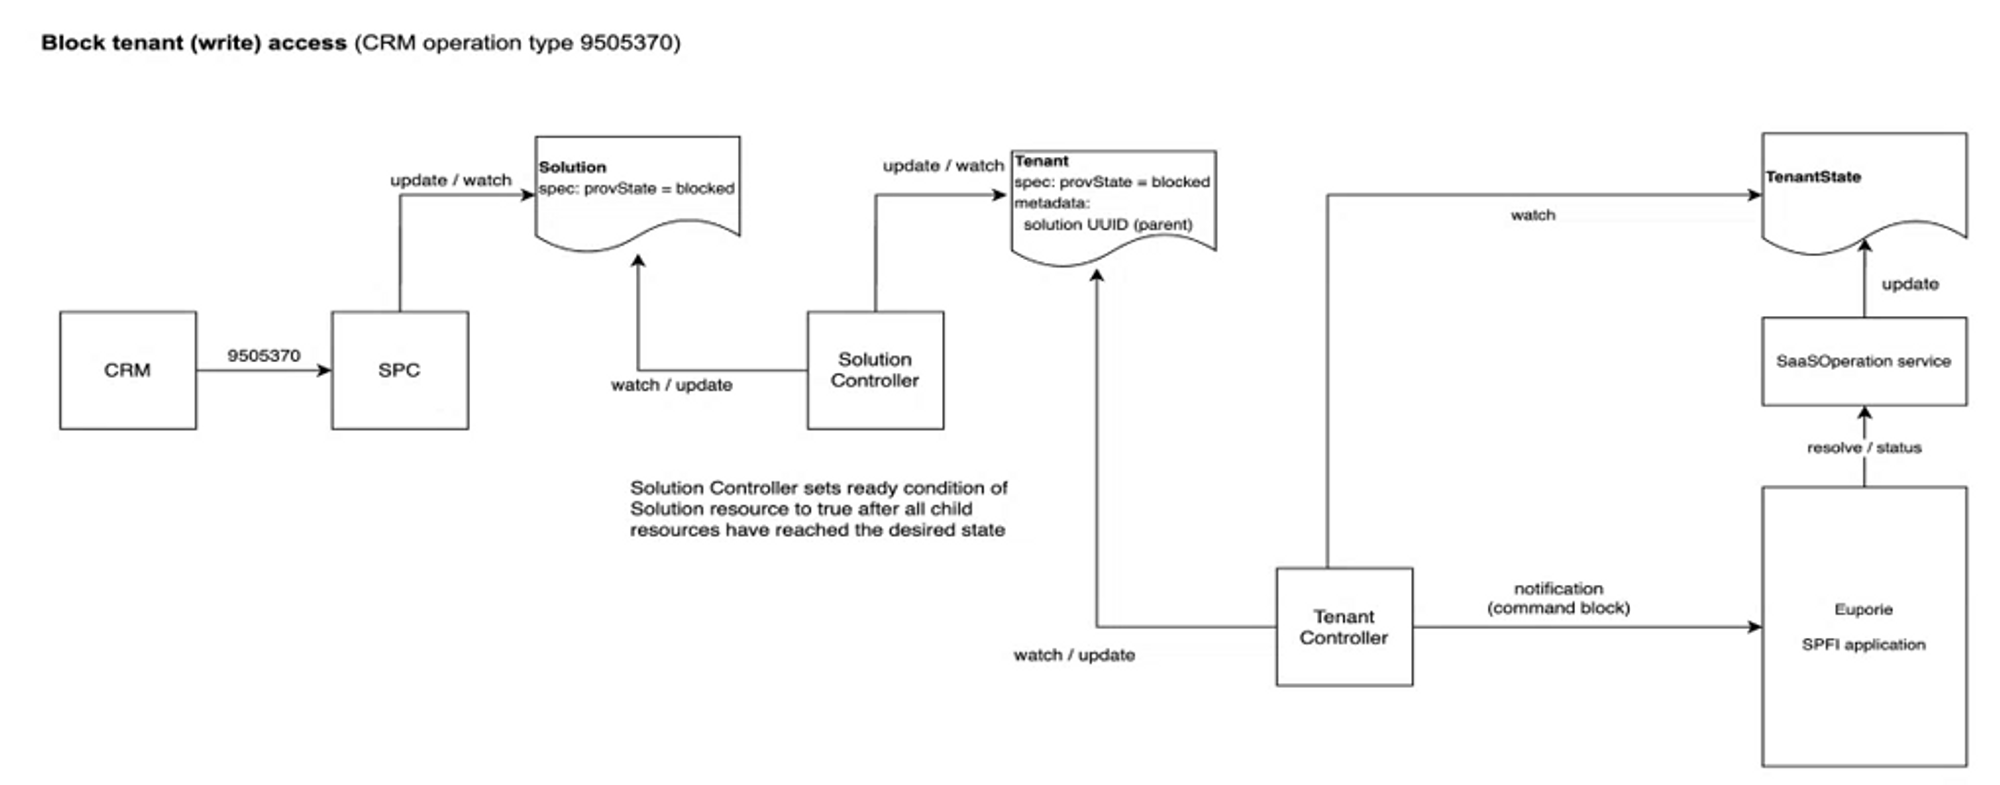 Block tenant (write) access (CRM operation type 9505370)
update / watch
Solution
spec: provState = blocked
update / watch
Tenant
spec: provState = blocked
metadata:
solution UUID (parent)
watch
TenantState
update
CRM
9505370
SPC
watch / update
Solution
Controller
SaaSOperation service
resolve / status
Solution Controller sets ready condition of
Solution resource to true after all child
resources have reached the desired state
watch / update
Tenant
Controller
notification
(command block)
Euporie
SPFI application